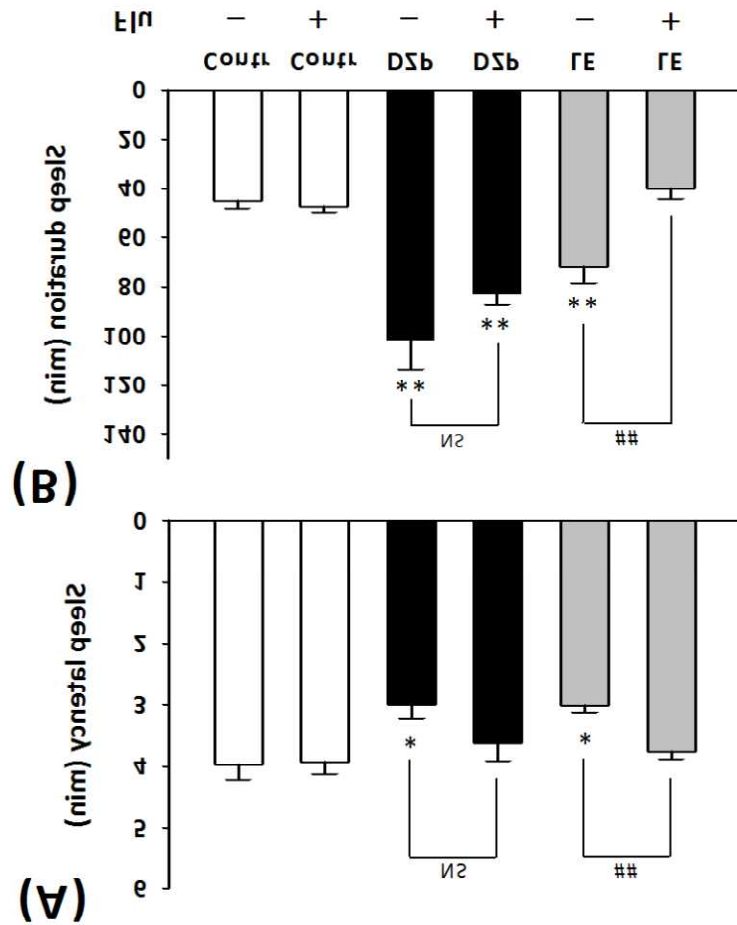 (A)
Sleep latency (min)
6
5
4
3
2
1
0
NS
##
*
*
(B)
Sleep duration (min)
140
120
100
80
60
40
20
0
NS
##
**
**
**
Contr Contr DZP DZP LE LE
Flu − + − + − +